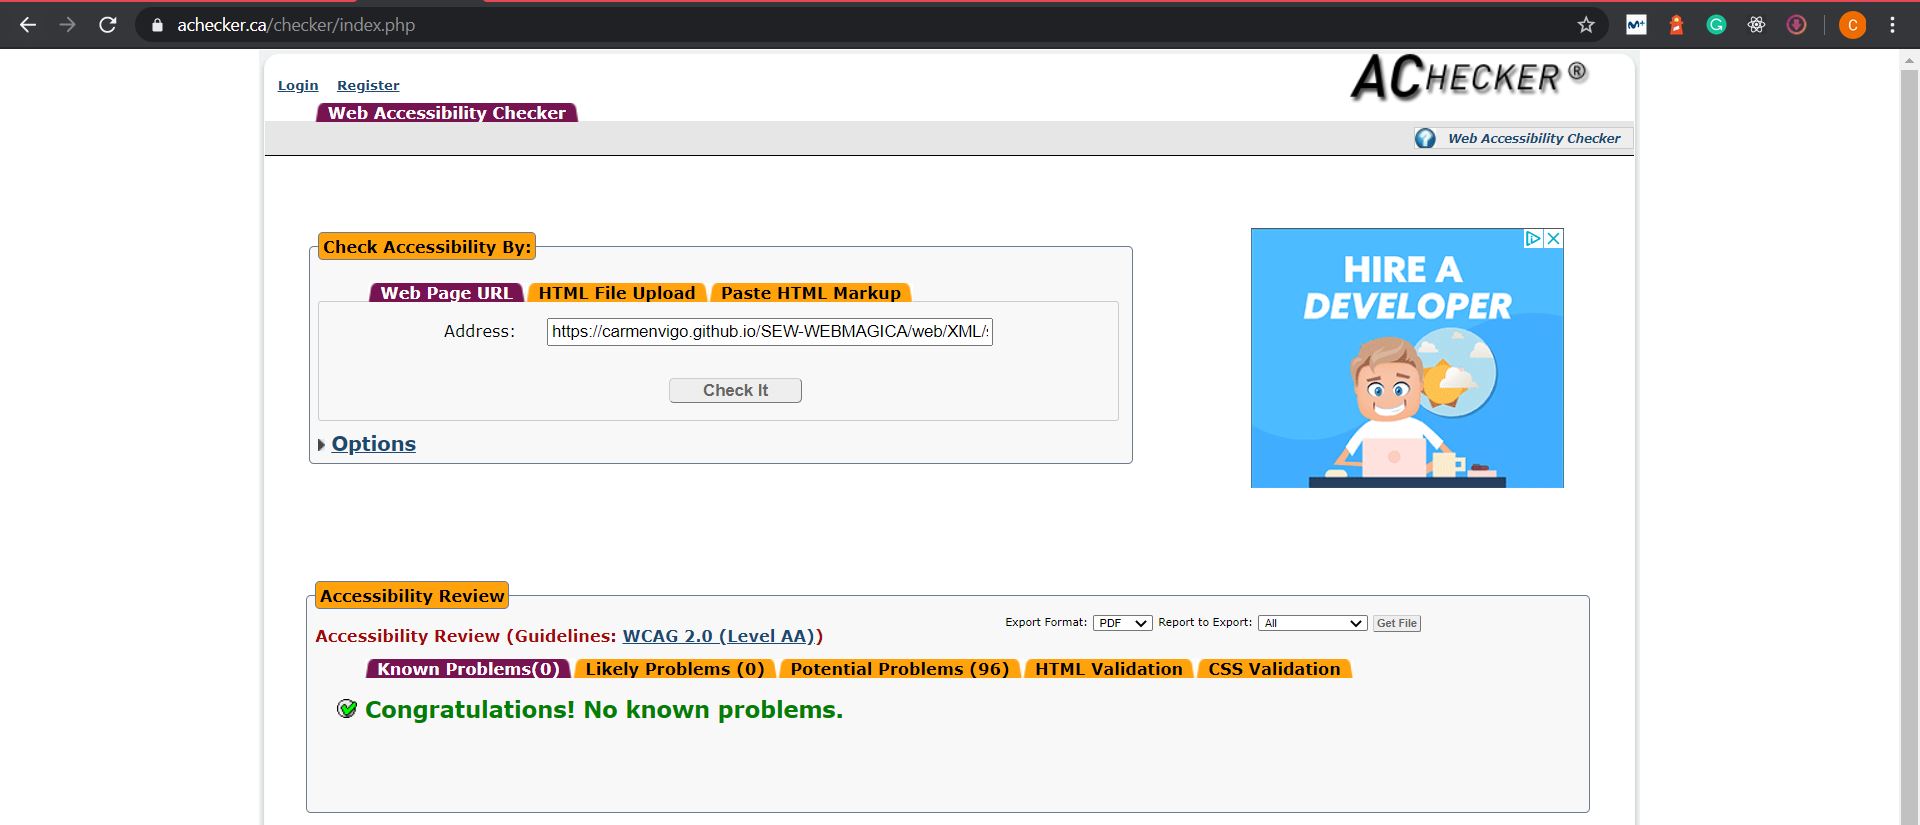 achecker.ca/checker/index.php
C
Login Register
ACHECKER ®
Web Accessibility Checker
? Web Accessibility Checker
Check Accessibility By:
Web Page URL HTML File Upload Paste HTML Markup
Address: https://carmenvigo.github.io/SEW-WEBMAGICA/web/XML/
Check It
Options
HIRE A
DEVELOPER
Accessibility Review
Export Format: PDF Report to Export: All Get File
Accessibility Review (Guidelines: WCAG 2.0 (Level AA))
Known Problems(0) Likely Problems (0) Potential Problems (96) HTML Validation CSS Validation
Congratulations! No known problems.